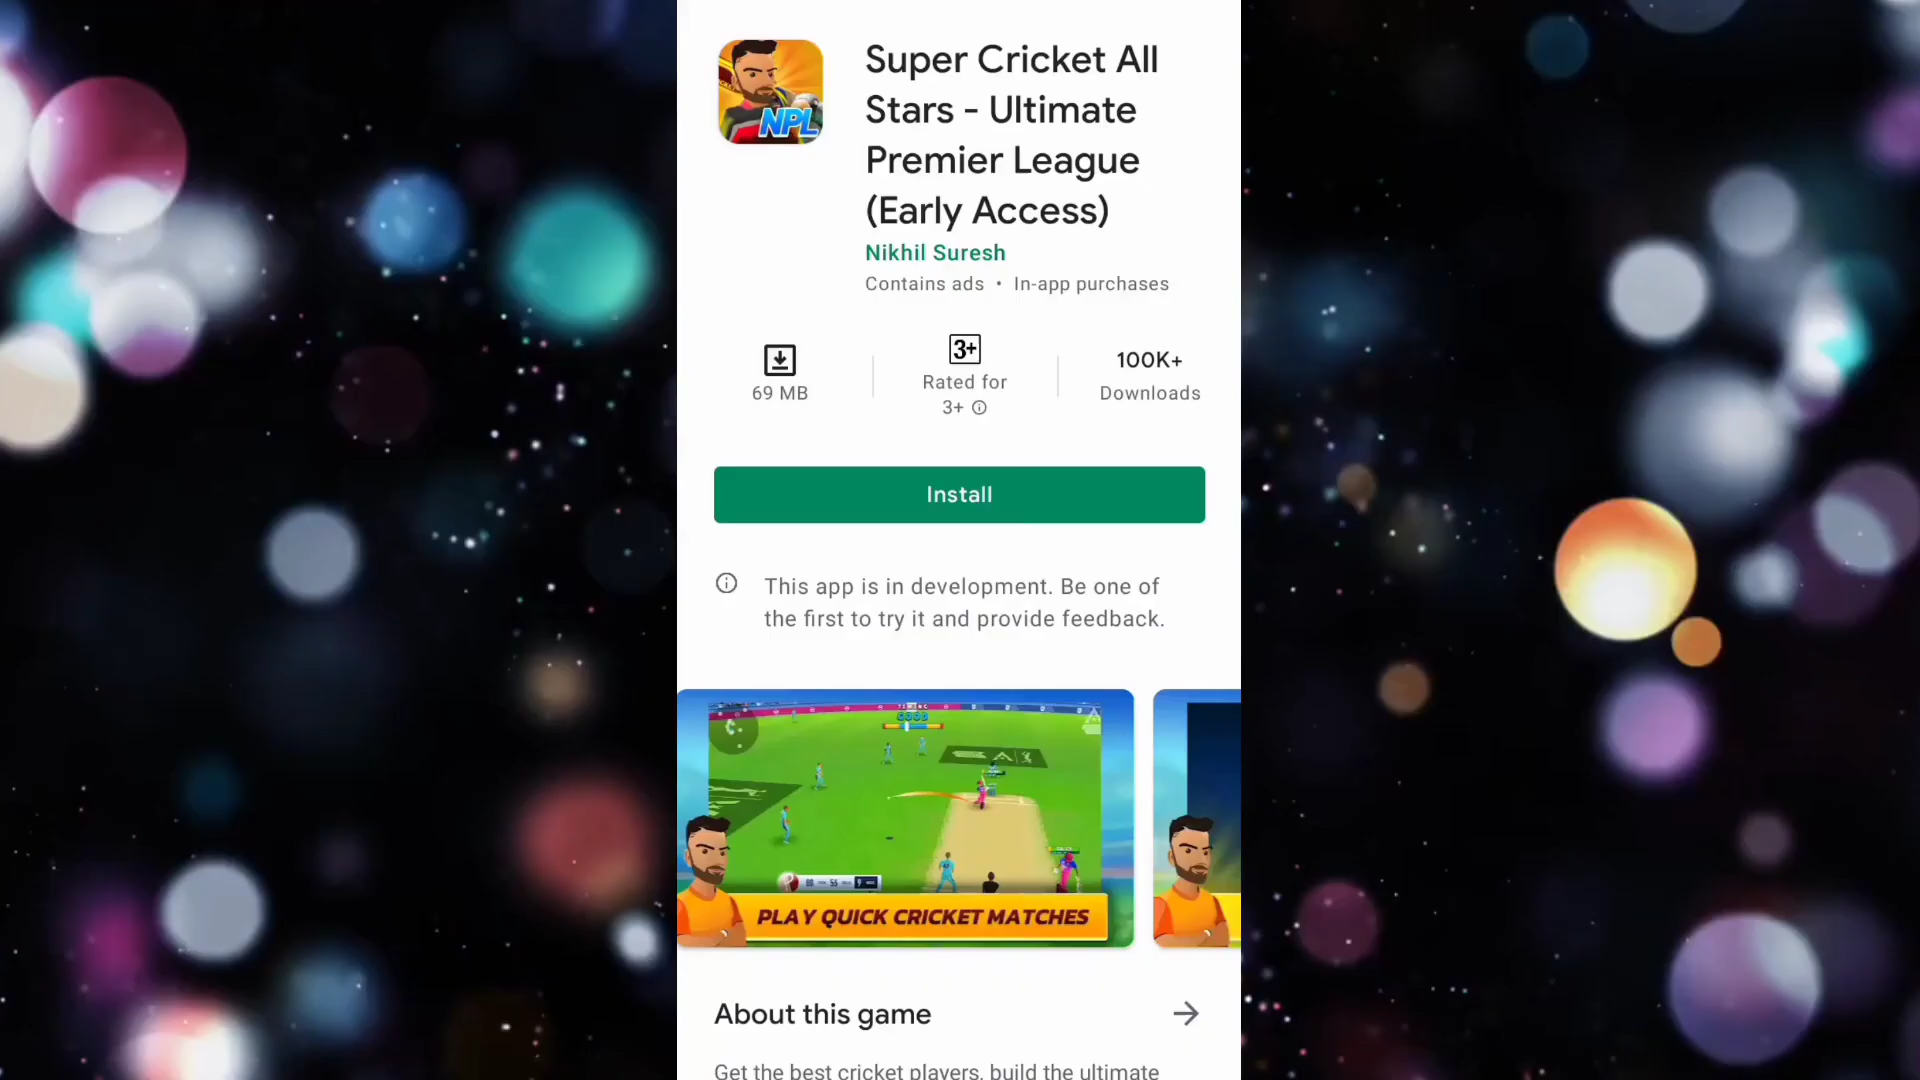 Super Cricket All
Stars - Ultimate
Premier League
(Early Access)
NPL
Nikhil Suresh
Contains ads • In-app purchases
69 MB
3+
Rated for
3+
100K+
Downloads
Install
This app is in development. Be one of
the first to try it and provide feedback.
TIMING
GOOD
PLAY QUICK CRICKET MATCHES
About this game
Get the best cricket players, build the ultimate